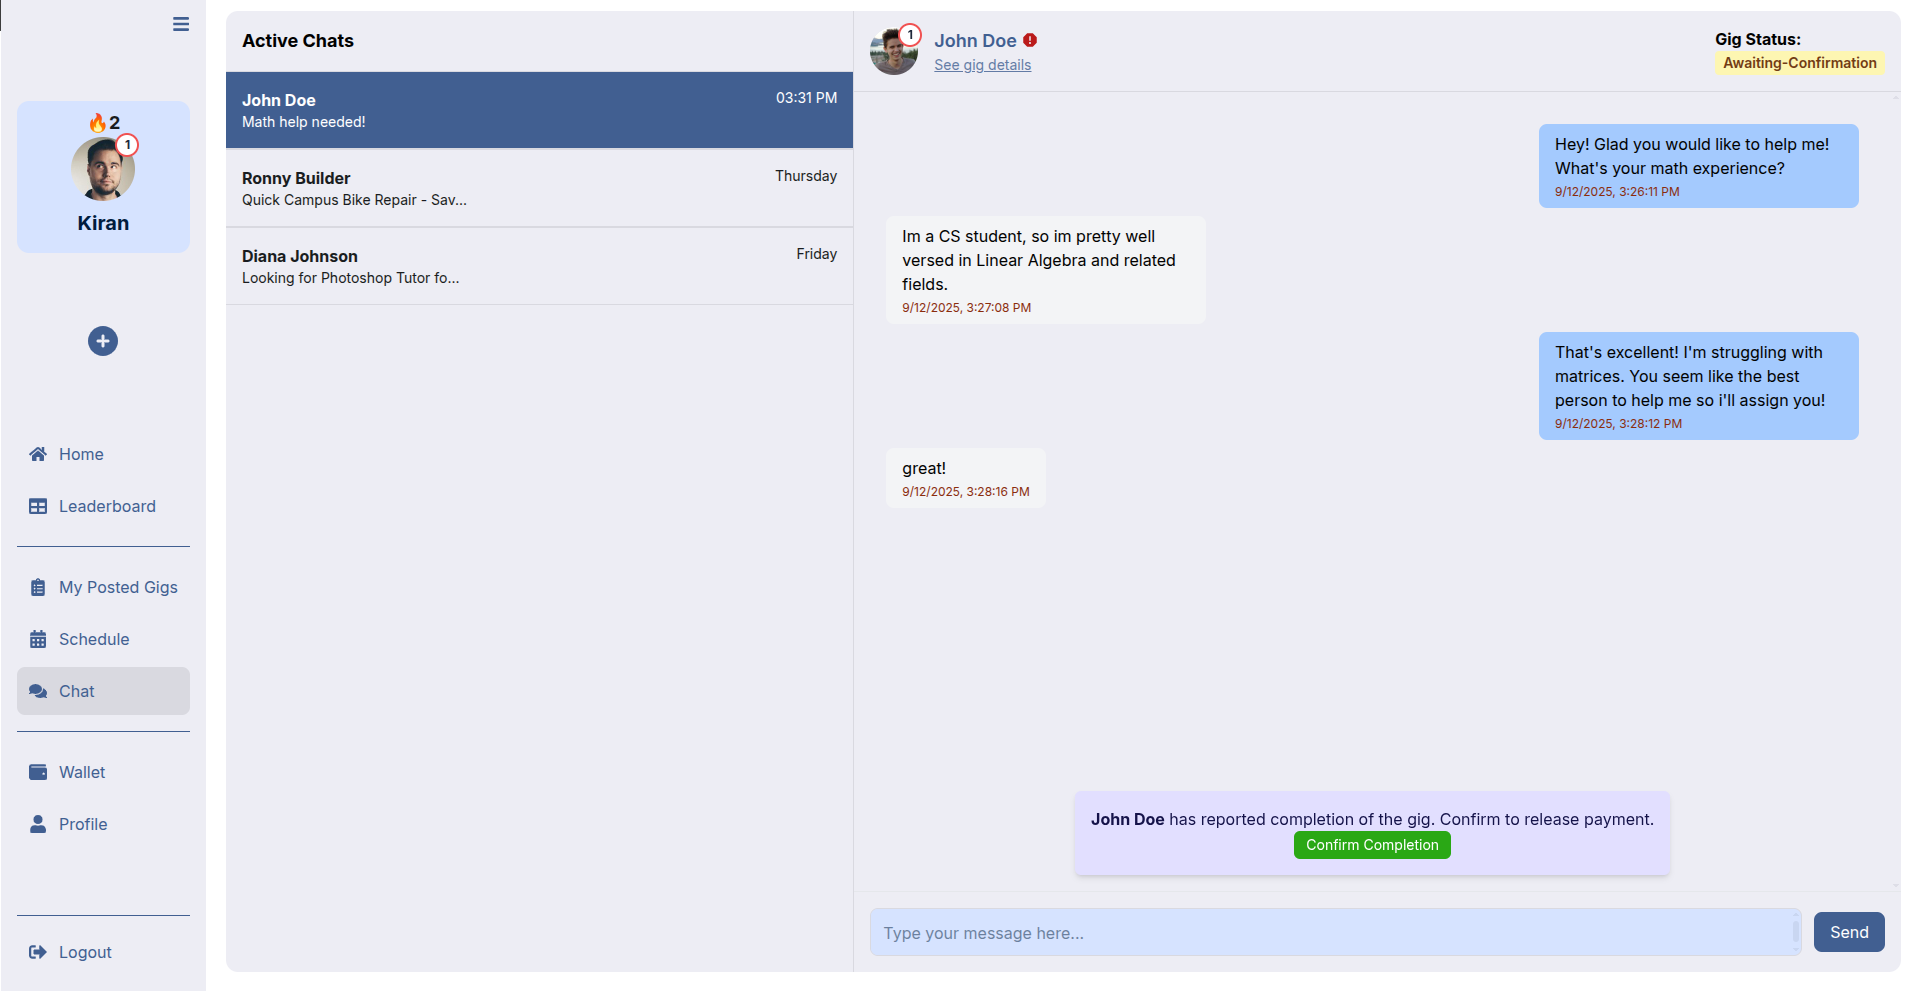 2
1
Kiran
Home
Leaderboard
My Posted Gigs
Schedule
Chat
Wallet
Profile
Logout
Active Chats
John Doe
03:31 PM
Math help needed!
Ronny Builder
Thursday
Quick Campus Bike Repair - Sav...
Diana Johnson
Friday
Looking for Photoshop Tutor fo...
1
John Doe
See gig details
Gig Status:
Awaiting-Confirmation
Hey! Glad you would like to help me!
What's your math experience?
9/12/2025, 3:26:11 PM
Im a CS student, so im pretty well
versed in Linear Algebra and related
fields.
9/12/2025, 3:27:08 PM
That's excellent! I'm struggling with
matrices. You seem like the best
person to help me so i'll assign you!
9/12/2025, 3:28:12 PM
great!
9/12/2025, 3:28:16 PM
John Doe has reported completion of the gig. Confirm to release payment.
Confirm Completion
Type your message here...
Send